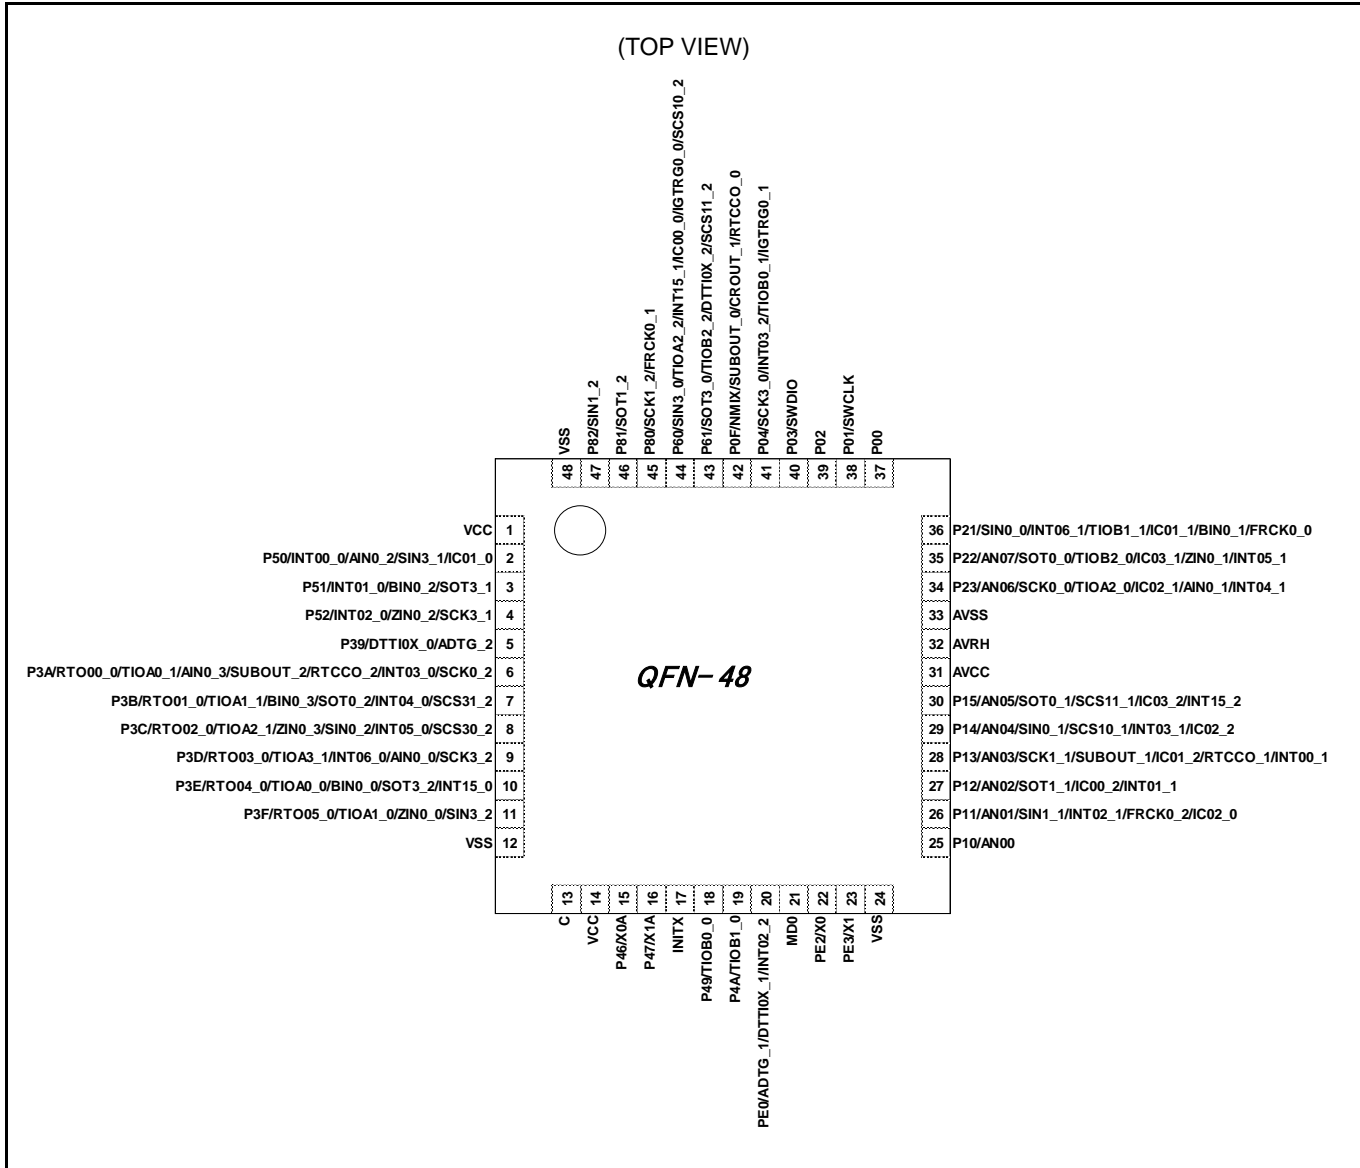 (TOP VIEW)
VSS
P82/SIN1_2
P81/SOT1_2
P80/SCK1_2/FRCK0_1
P60/SIN3_0/TIOA2_2/INT15_1/IC00_0/IGTRG0_0/SCS10_2
P61/SOT3_0/TIOB2_2/DTTI0X_2/SCS11_2
P0F/NMIX/SUBOUT_0/CROUT_1/RTCCO_0
P04/SCK3_0/INT03_2/TIOB0_1/IGTRG0_1
P03/SWDIO
P02
P01/SWCLK
P00
48 47 46 45 44 43 42 41 40 39 38 37
VCC 1
P50/INT00_0/AIN0_2/SIN3_1/IC01_0 2
P51/INT01_0/BIN0_2/SOT3_1 3
P52/INT02_0/ZIN0_2/SCK3_1 4
P39/DTTI0X_0/ADTG_2 5
P3A/RTO00_0/TIOA0_1/AIN0_3/SUBOUT_2/RTCCO_2/INT03_0/SCK0_2 6
P3B/RTO01_0/TIOA1_1/BIN0_3/SOT0_2/INT04_0/SCS31_2 7
P3C/RTO02_0/TIOA2_1/ZIN0_3/SIN0_2/INT05_0/SCS30_2 8
P3D/RTO03_0/TIOA3_1/INT06_0/AIN0_0/SCK3_2 9
P3E/RTO04_0/TIOA0_0/BIN0_0/SOT3_2/INT15_0 10
P3F/RTO05_0/TIOA1_0/ZIN0_0/SIN3_2 11
VSS 12
QFN-48
36 P21/SIN0_0/INT06_1/TIOB1_1/IC01_1/BIN0_1/FRCK0_0
35 P22/AN07/SOT0_0/TIOB2_0/IC03_1/ZIN0_1/INT05_1
34 P23/AN06/SCK0_0/TIOA2_0/IC02_1/AIN0_1/INT04_1
33 AVSS
32 AVRH
31 AVCC
30 P15/AN05/SOT0_1/SCS11_1/IC03_2/INT15_2
29 P14/AN04/SIN0_1/SCS10_1/INT03_1/IC02_2
28 P13/AN03/SCK1_1/SUBOUT_1/IC01_2/RTCCO_1/INT00_1
27 P12/AN02/SOT1_1/IC00_2/INT01_1
26 P11/AN01/SIN1_1/INT02_1/FRCK0_2/IC02_0
25 P10/AN00
13 14 15 16 17 18 19 20 21 22 23 24
C
VCC
P46/X0A
P47/X1A
INITX
P49/TIOB0_0
P4A/TIOB1_0
PE0/ADTG_1/DTTI0X_1/INT02_2
MD0
PE2/X0
PE3/X1
VSS